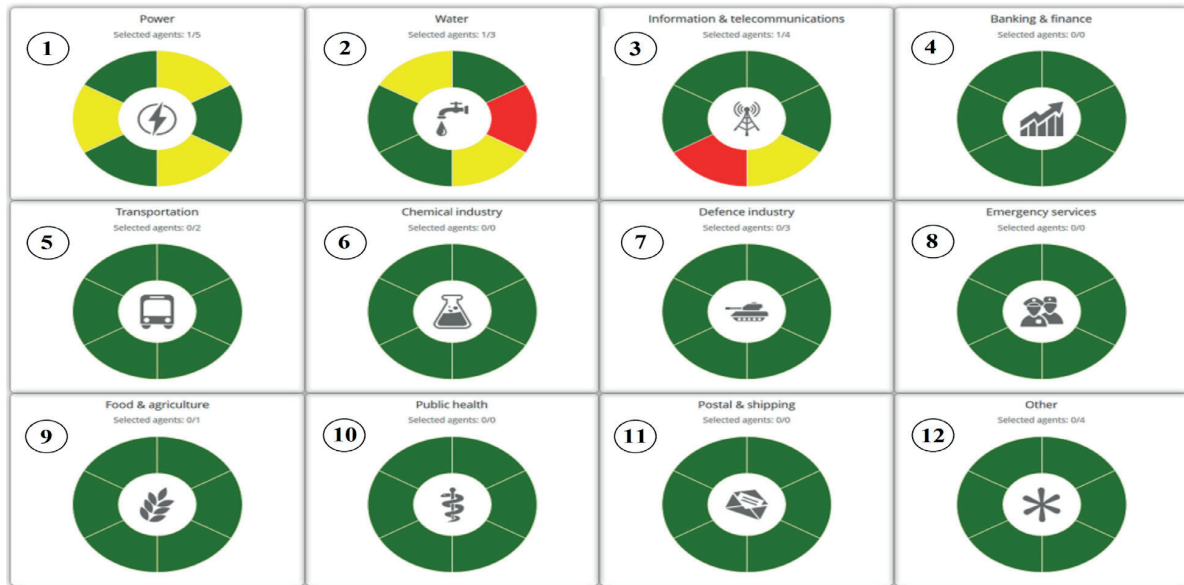 Power
Selected agents: 1/5
1
Water
Selected agents: 1/3
2
Information & telecommunications
Selected agents: 1/4
3
Banking & finance
Selected agents: 0/0
4
Transportation
Selected agents: 0/2
5
Chemical industry
Selected agents: 0/0
6
Defence industry
Selected agents: 0/3
7
Emergency services
Selected agents: 0/0
8
Food & agriculture
Selected agents: 0/1
9
Public health
Selected agents: 0/0
10
Postal & shipping
Selected agents: 0/0
11
Other
Selected agents: 0/4
12